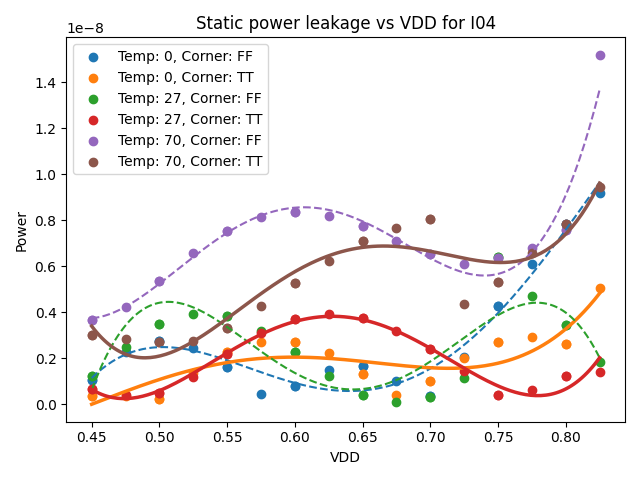 Static power leakage vs VDD for I04
1e−8
Temp: 0, Corner: FF
Temp: 0, Corner: TT
Temp: 27, Corner: FF
Temp: 27, Corner: TT
Temp: 70, Corner: FF
Temp: 70, Corner: TT
1.4
1.2
1.0
0.8
0.6
0.4
0.2
0.0
Power
0.45 0.50 0.55 0.60 0.65 0.70 0.75 0.80
VDD